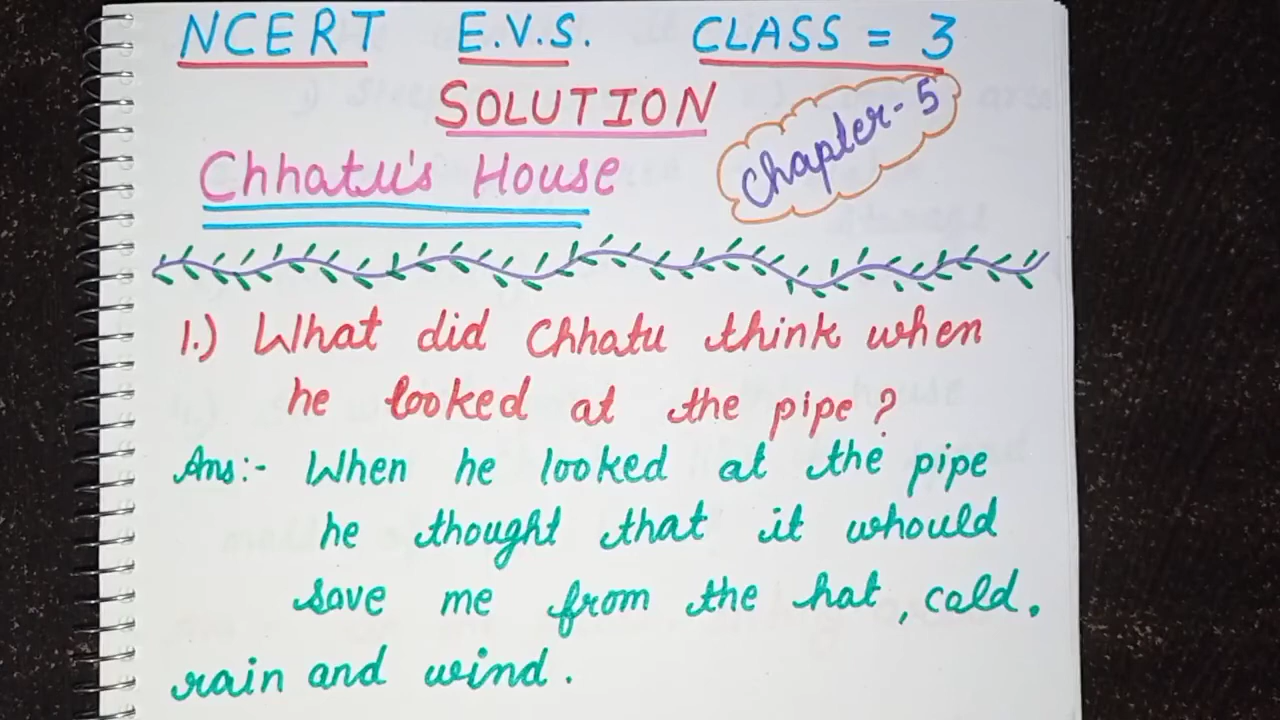 NCERT E.V.S. CLASS = 3
SOLUTION
Chapter-5
Chhatu's House
1.) What did Chhatu think when
he looked at the pipe?
Ans:- When he looked at the pipe
he thought that it whould
save me from the hat, cald.
rain and wind.